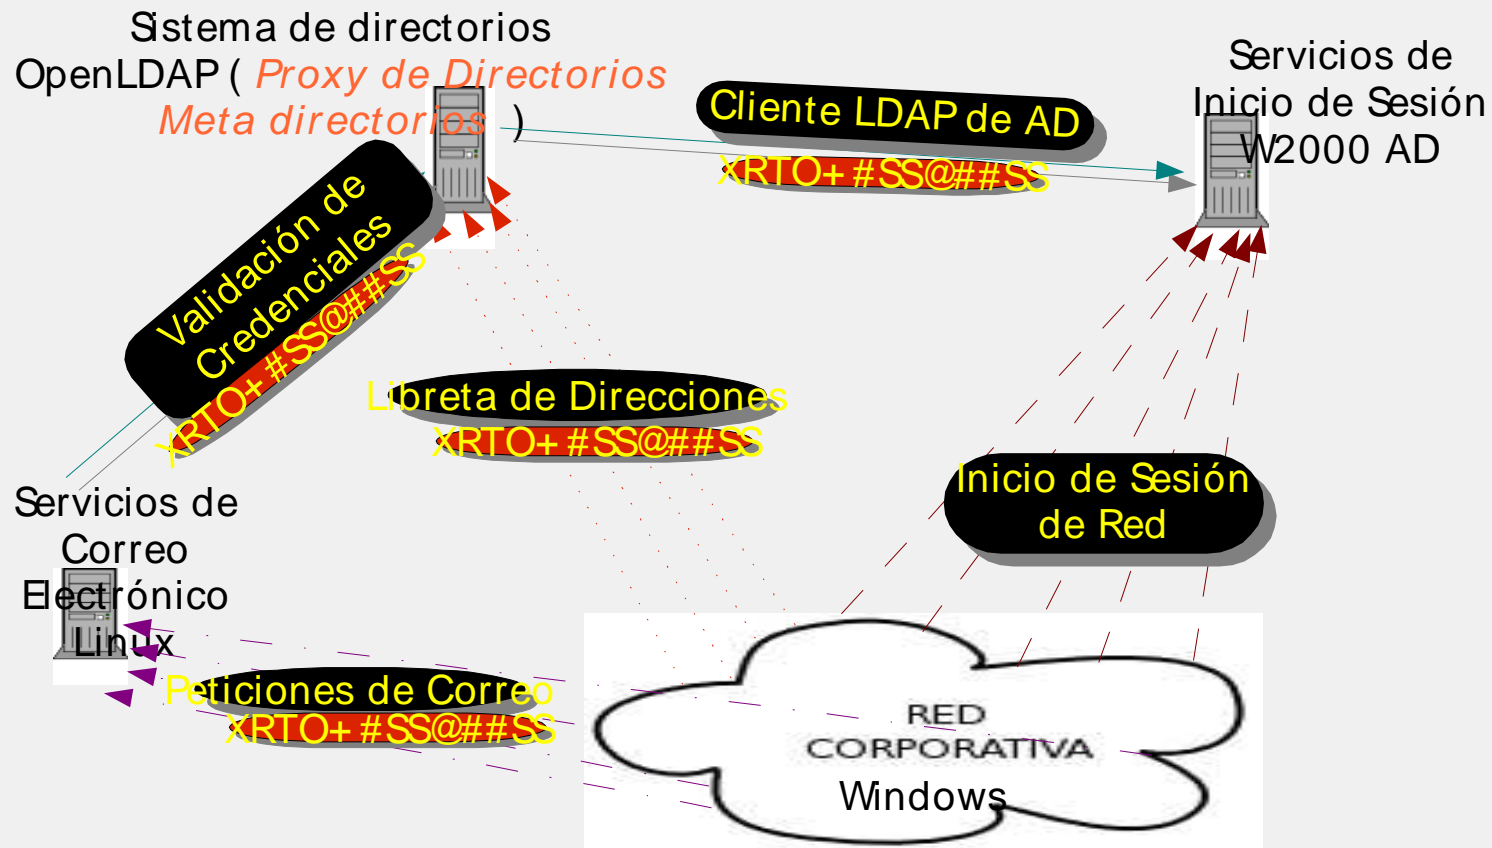 Sistema de directorios
OpenLDAP ( Proxy de Directorios
Meta directorios )
Servicios de
Inicio de Sesión
W2000 AD
Cliente LDAP de AD
XRTO+#SS@##SS
Validación de
Credenciales
XRTO+#SS@##SS
Libreta de Direcciones
XRTO+#SS@##SS
Inicio de Sesión
de Red
Servicios de
Correo
Electrónico
Linux
Peticiones de Correo
XRTO+#SS@##SS
RED
CORPORATIVA
Windows